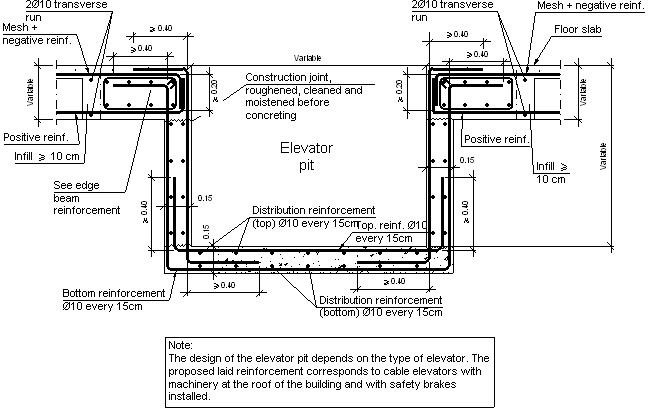 2Ø10 transverse
run
Mesh +
negative reinf.
≥ 0.40
≥ 0.40
Variable
≥ 0.40
≥ 0.40
2Ø10 transverse
run
Mesh + negative reinf.
Floor slab
Variable
≥ 0.20
Construction joint,
roughened, cleaned and
moistened before
concreting
≥ 0.20
Variable
Positive reinf.
Infill ≥ 10 cm
Elevator
pit
Positive reinf.
Infill ≥
10 cm
Variable
See edge
beam
reinforcement
≥ 0.40
0.15
0.15
≥ 0.40
0.15
Distribution reinforcement
(top) Ø10 every 15cm
Top. reinf. Ø10
every 15cm
≥ 0.40
≥ 0.40
Bottom reinforcement
Ø10 every 15cm
Distribution reinforcement
(bottom) Ø10 every 15cm
Note:
The design of the elevator pit depends on the type of elevator. The
proposed laid reinforcement corresponds to cable elevators with
machinery at the roof of the building and with safety brakes
installed.